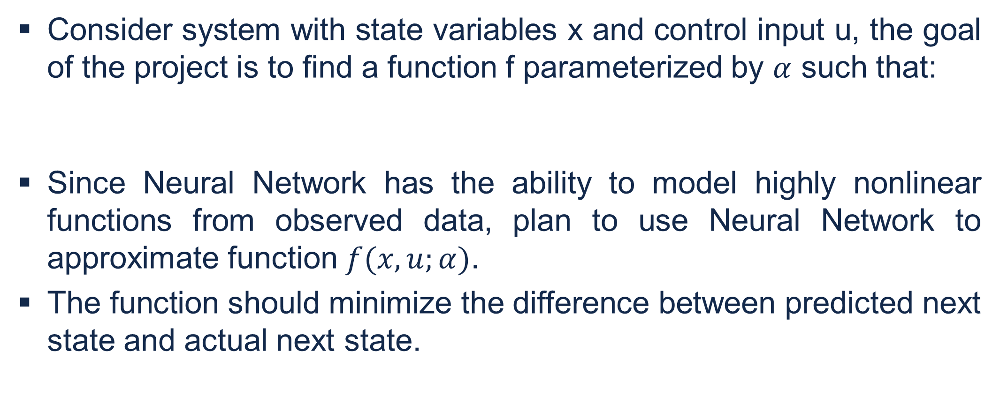 ▪ Consider system with state variables x and control input u, the goal
of the project is to find a function f parameterized by 𝛼 such that:
▪ Since Neural Network has the ability to model highly nonlinear
functions from observed data, plan to use Neural Network to
approximate function 𝑓(𝑥, 𝑢; 𝛼).
▪ The function should minimize the difference between predicted next
state and actual next state.